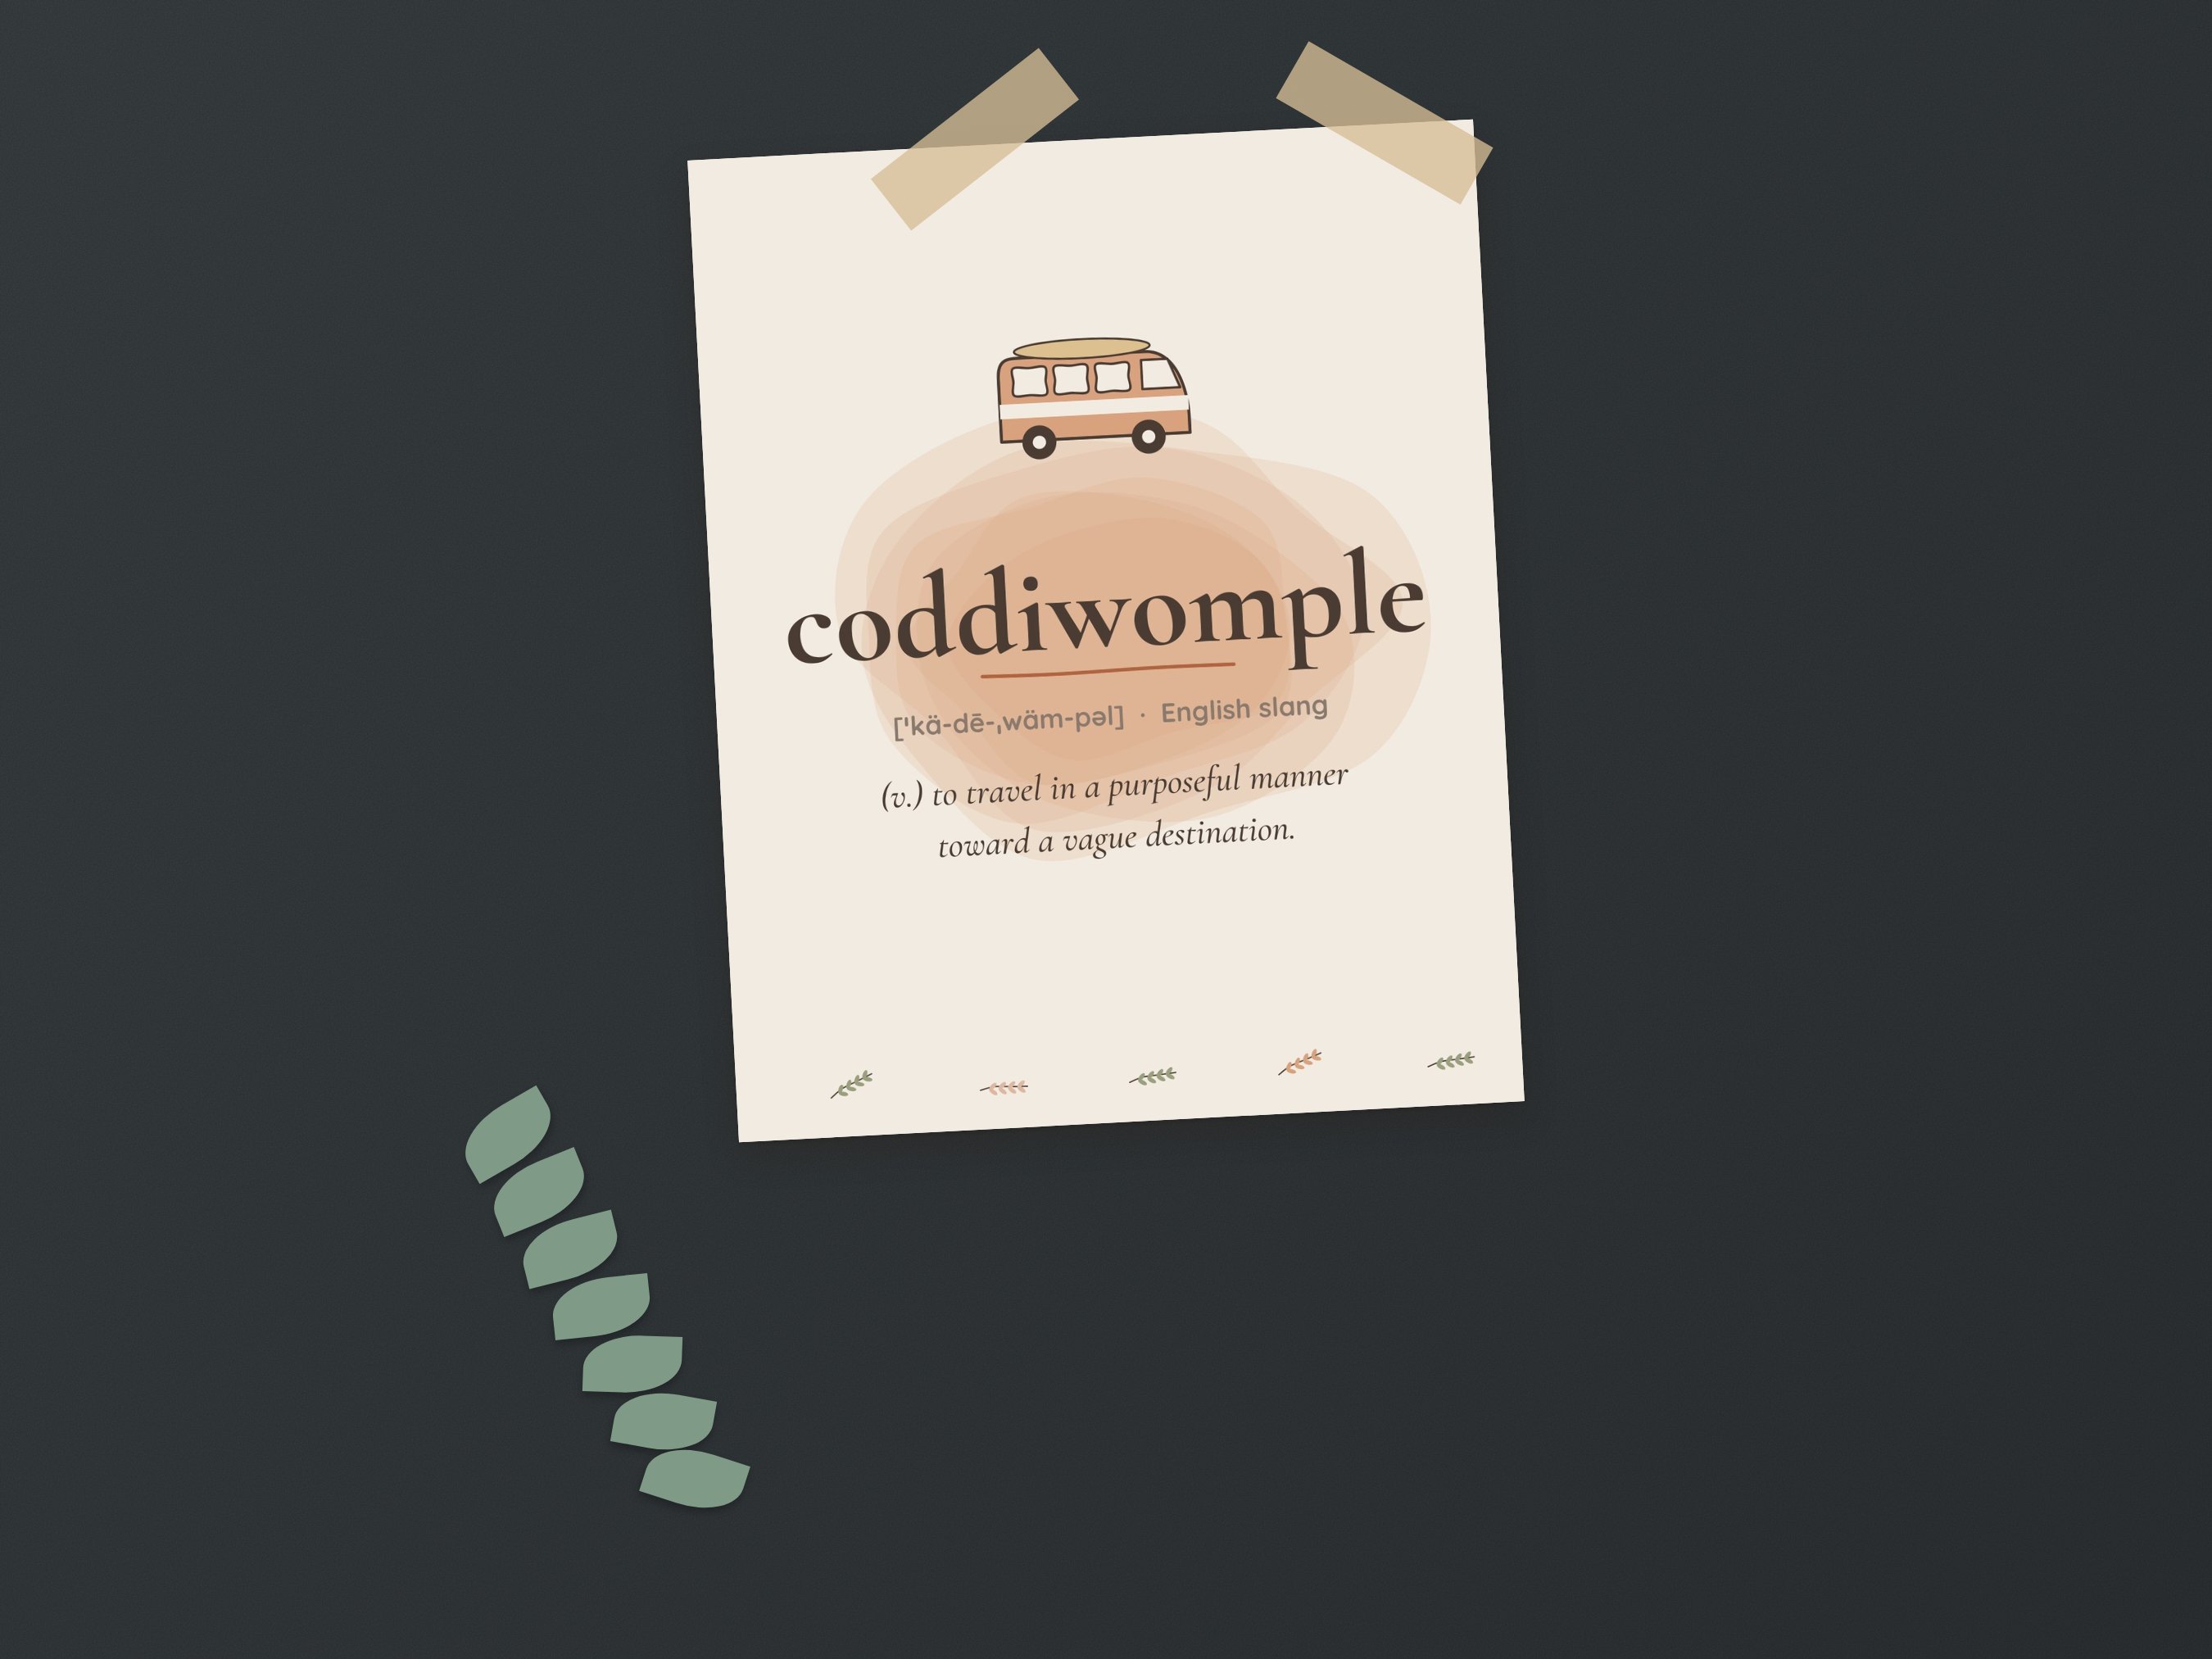 coddiwomple
[ˈkä-dē-ˌwäm-pəl] · English slang
(v.) to travel in a purposeful manner
toward a vague destination.